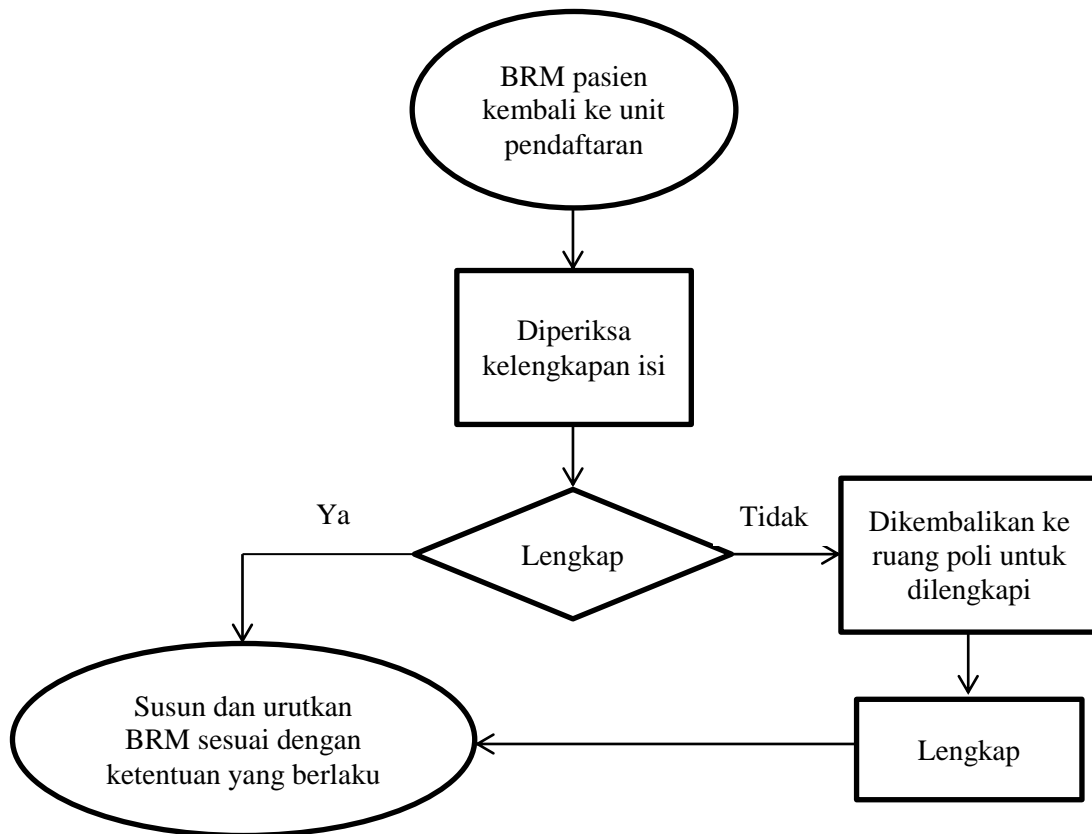 BRM pasien
kembali ke unit
pendaftaran
Diperiksa
kelengkapan isi
Ya
Lengkap
Tidak
Dikembalikan ke
ruang poli untuk
dilengkapi
Susun dan urutkan
BRM sesuai dengan
ketentuan yang berlaku
Lengkap